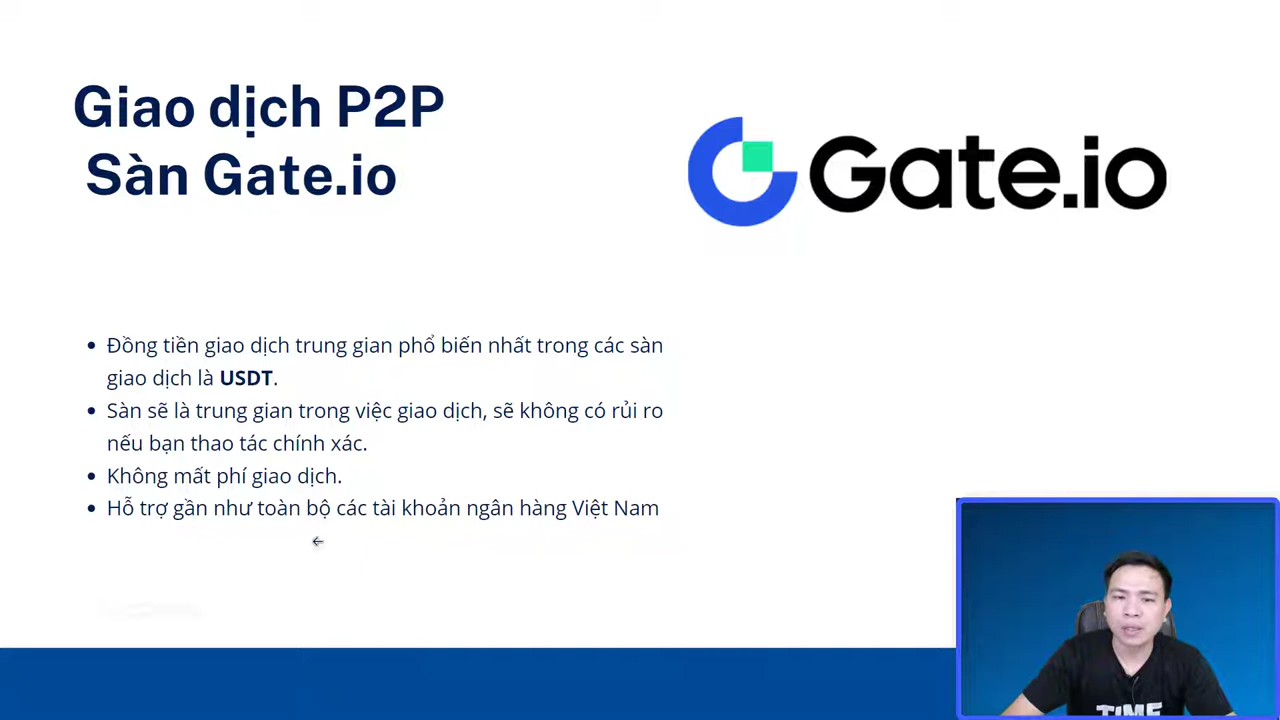 Giao dịch P2P
Sàn Gate.io
Gate.io
Đồng tiền giao dịch trung gian phổ biến nhất trong các sàn
giao dịch là USDT.
Sàn sẽ là trung gian trong việc giao dịch, sẽ không có rủi ro
nếu bạn thao tác chính xác.
Không mất phí giao dịch.
Hỗ trợ gần như toàn bộ các tài khoản ngân hàng Việt Nam
TIME